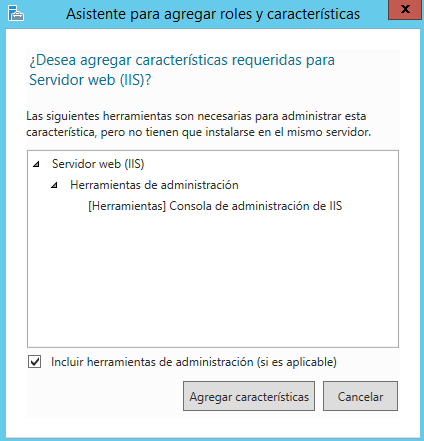 Asistente para agregar roles y características
¿Desea agregar características requeridas para
Servidor web (IIS)?
Las siguientes herramientas son necesarias para administrar esta
característica, pero no tienen que instalarse en el mismo servidor.
Servidor web (IIS)
Herramientas de administración
[Herramientas] Consola de administración de IIS
Incluir herramientas de administración (si es aplicable)
Agregar características
Cancelar